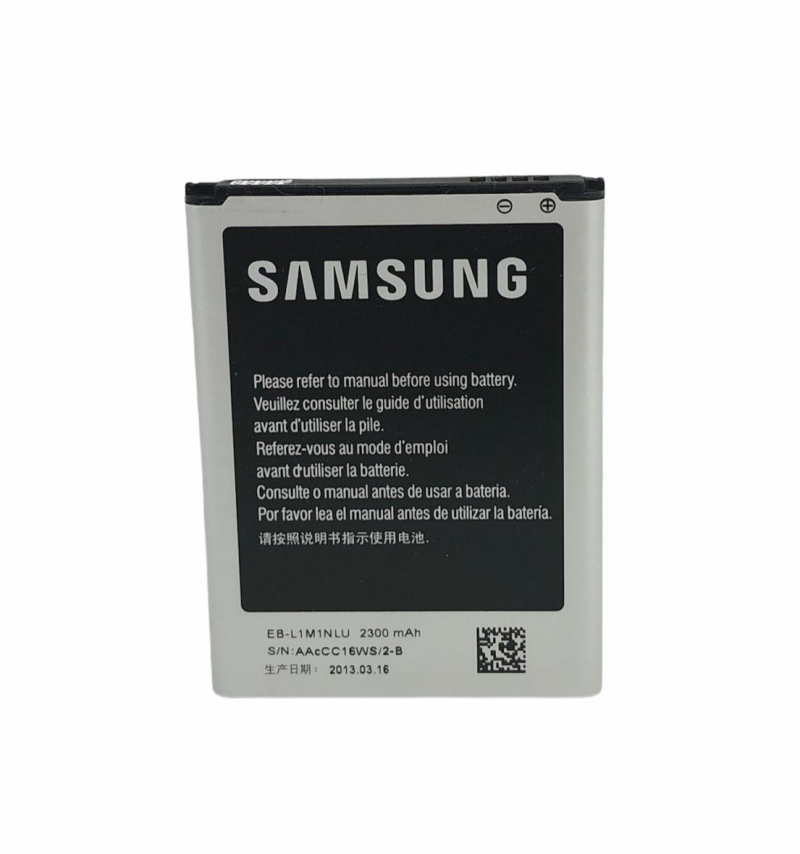 SAMSUNG
Please refer to manual before using battery.
Veuillez consulter le guide d'utilisation
avant d'utiliser la pile.
Referez-vous au mode d'emploi
avant d'utiliser la batterie.
Consulte o manual antes de usar a bateria.
Por favor lea el manual antes de utilizar la batería.
请按照说明书指示使用电池.
EB-L1M1NLU 2300 mAh
S/N:AAcCC16WS/2-B
生产日期: 2013.03.16